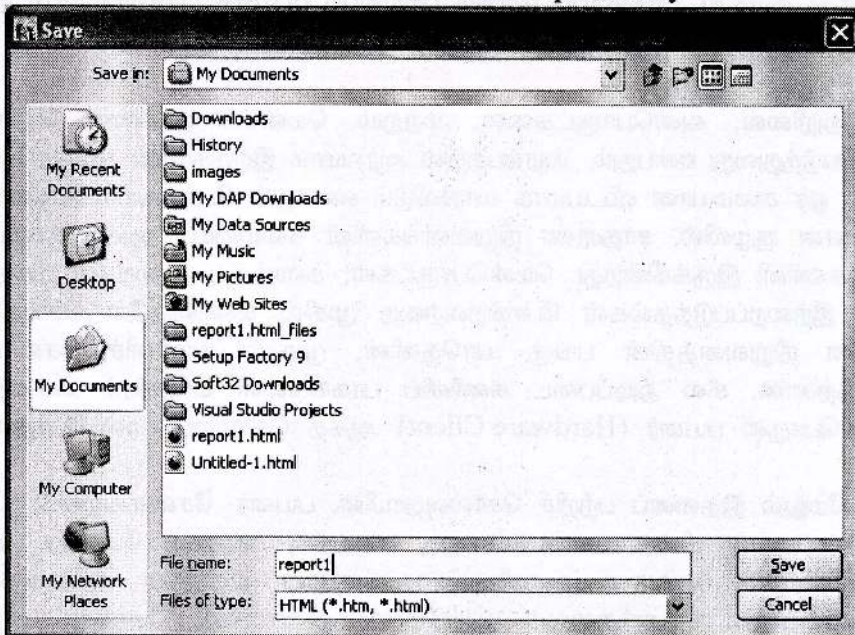 Save
Save in:
My Documents
My Recent
Documents
Desktop
My Documents
My Computer
My Network
Places
Downloads
History
images
My DAP Downloads
My Data Sources
My Music
My Pictures
My Web Sites
report1.html_files
Setup Factory 9
Soft32 Downloads
Visual Studio Projects
report1.html
Untitled-1.html
File name:
report1
Save
Files of type:
HTML (*.htm, *.html)
Cancel